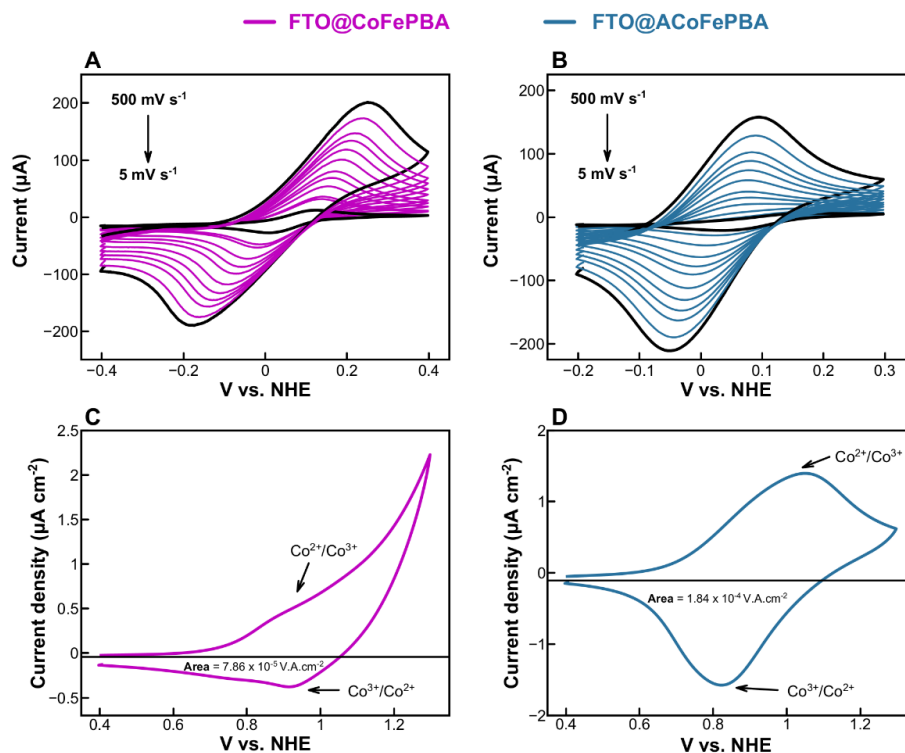 FTO@CoFePBA FTO@ACoFePBA
A
500 mV s⁻¹
5 mV s⁻¹
Current (µA)
200
100
0
−100
−200
−0.4 −0.2 0 0.2 0.4
V vs. NHE
B
500 mV s⁻¹
5 mV s⁻¹
Current (µA)
200
100
0
−100
−200
−0.2 −0.1 0 0.1 0.2 0.3
V vs. NHE
C
Current density (µA cm⁻²)
2.5
2
1.5
1
0.5
0
−0.5
Co²⁺/Co³⁺
Area = 7.86 x 10⁻⁵ V.A.cm⁻²
Co³⁺/Co²⁺
0.4 0.6 0.8 1 1.2
V vs. NHE
D
Current density (µA cm⁻²)
2
1
0
−1
−2
Co²⁺/Co³⁺
Area = 1.84 x 10⁻⁴ V.A.cm⁻²
Co³⁺/Co²⁺
0.4 0.6 0.8 1 1.2
V vs. NHE